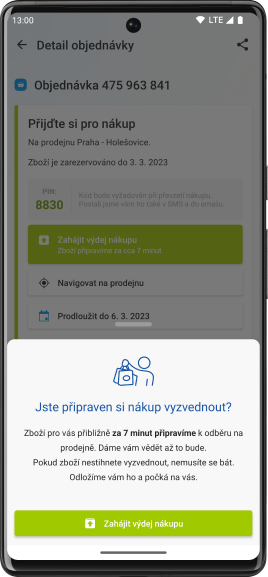 13:00 LTE
Detail objednávky
Objednávka 475 963 841
Přijďte si pro nákup
Na prodejnu Praha - Holešovice.
Zboží je zarezervováno do 3. 3. 2023
PIN:
8830
Kód bude vyžadován při převzetí nákupu.
Poslali jsme vám ho také v SMS a do emailu.
Zahájit výdej nákupu
Zboží připravíme za cca 7 minut
Navigovat na prodejnu
Prodloužit do 6. 3. 2023
Jste připraven si nákup vyzvednout?
Zboží pro vás přibližně za 7 minut připravíme k odběru na
prodejně. Dáme vám vědět až to bude.
Pokud zboží nestihnete vyzvednout, nemusíte se bát.
Odložíme vám ho a počká na vás.
Zahájit výdej nákupu